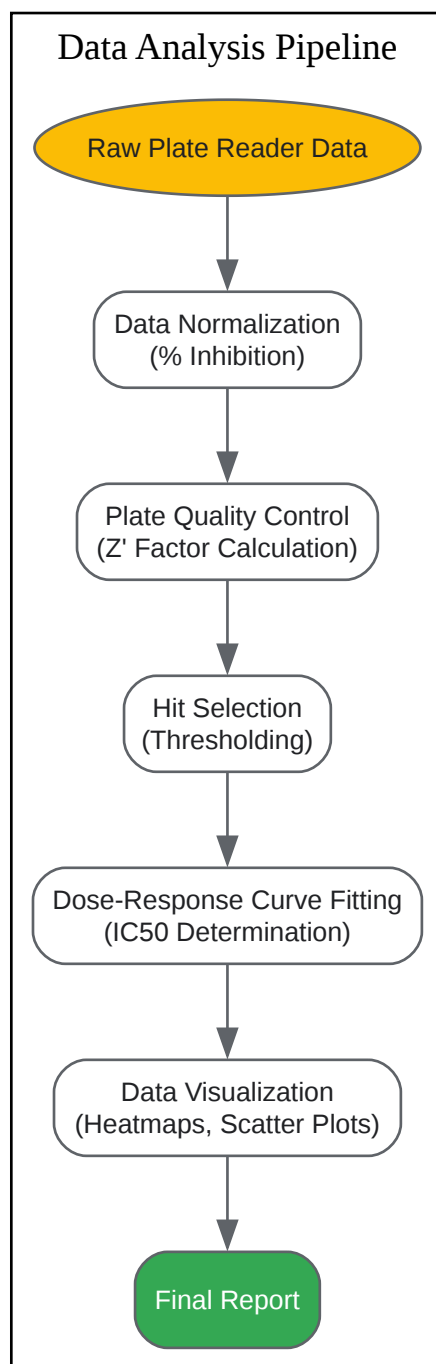 Data Analysis Pipeline
Raw Plate Reader Data
Data Normalization
(% Inhibition)
Plate Quality Control
(Z' Factor Calculation)
Hit Selection
(Thresholding)
Dose-Response Curve Fitting
(IC50 Determination)
Data Visualization
(Heatmaps, Scatter Plots)
Final Report